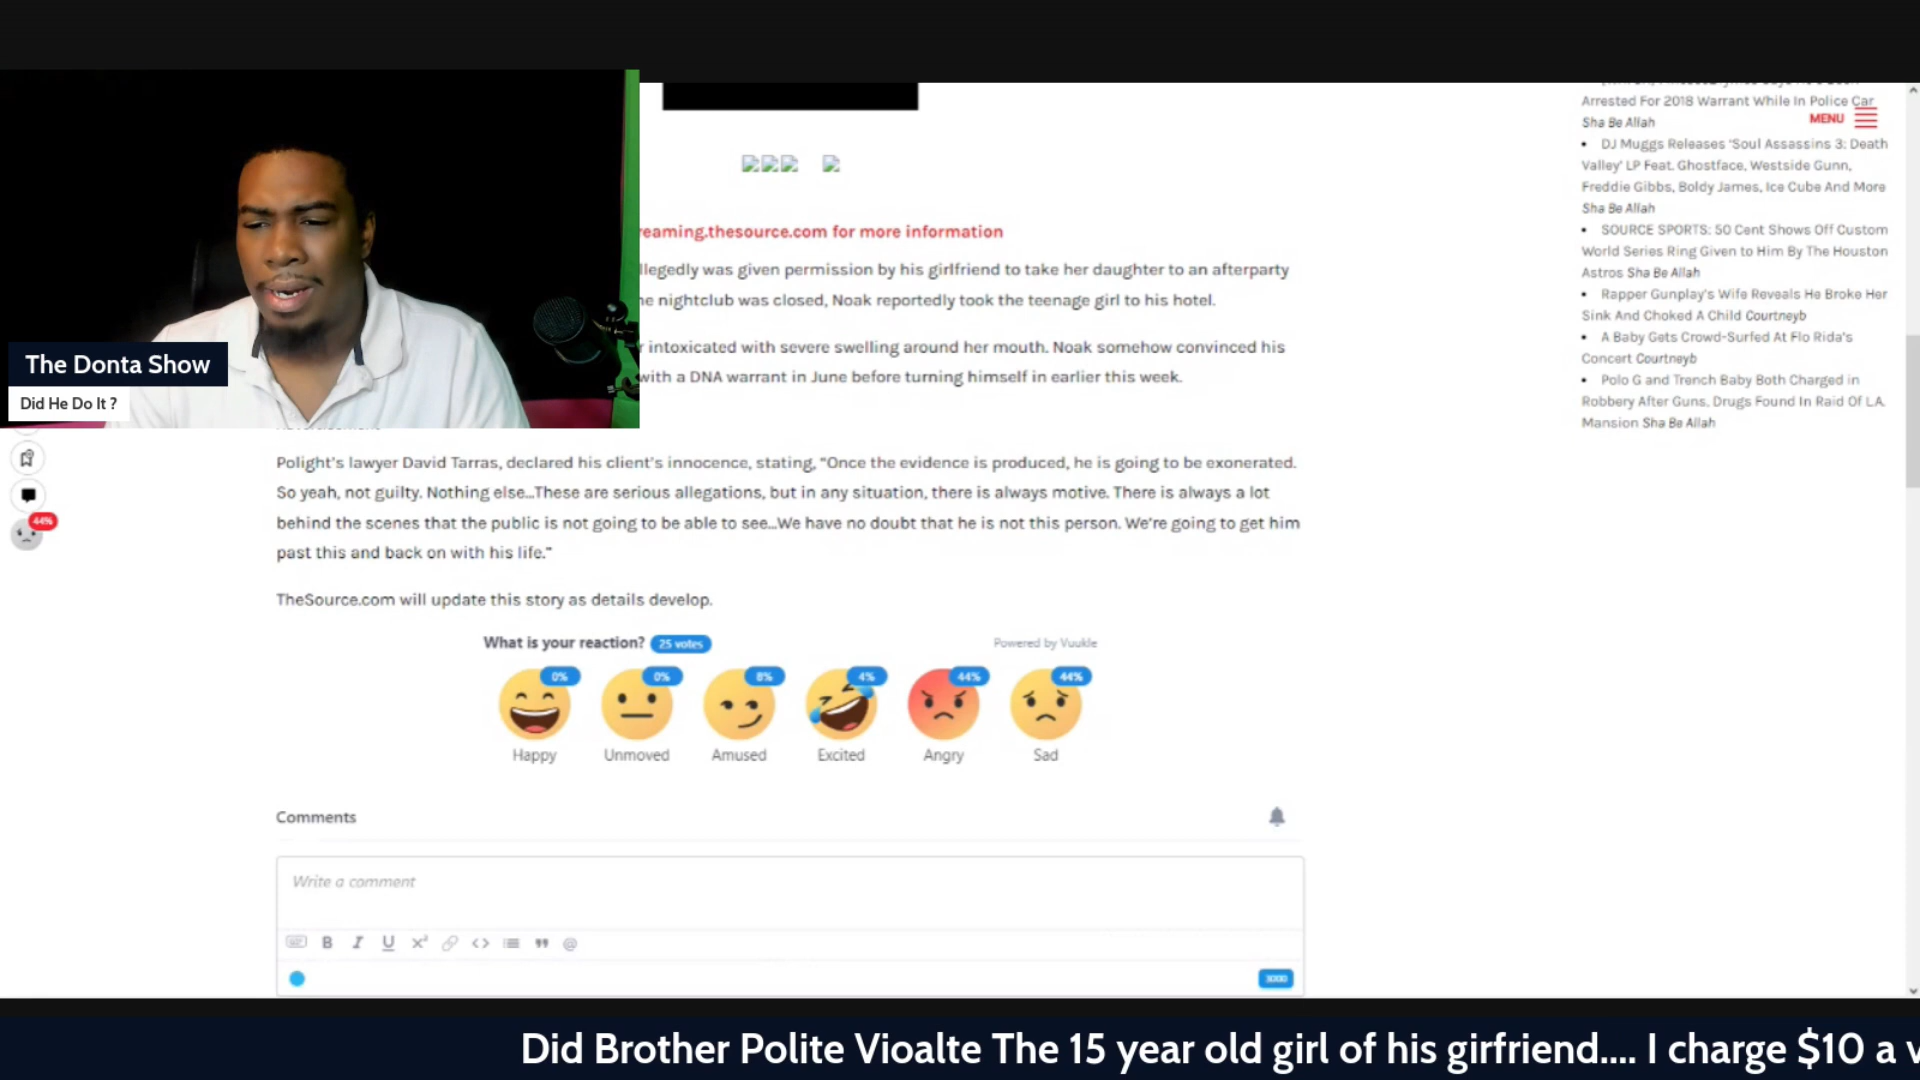 Arrested For 2018 Warrant While In Police Car
Sha Be Allah
MENU
• DJ Muggs Releases ‘Soul Assassins 3: Death
Valley’ LP Feat. Ghostface, Westside Gunn,
Freddie Gibbs, Boldy James, Ice Cube And More
Sha Be Allah
• SOURCE SPORTS: 50 Cent Shows Off Custom
World Series Ring Given to Him By The Houston
Astros Sha Be Allah
• Rapper Gunplay’s Wife Reveals He Broke Her
Sink And Choked A Child Courtneyb
• A Baby Gets Crowd-Surfed At Flo Rida’s
Concert Courtneyb
• Polo G and Trench Baby Both Charged in
Robbery After Guns, Drugs Found In Raid Of L.A.
Mansion Sha Be Allah
reaming.thesource.com for more information
llegedly was given permission by his girlfriend to take her daughter to an afterparty
he nightclub was closed, Noak reportedly took the teenage girl to his hotel.
r intoxicated with severe swelling around her mouth. Noak somehow convinced his
with a DNA warrant in June before turning himself in earlier this week.
The Donta Show
Did He Do It ?
44%
Polight’s lawyer David Tarras, declared his client’s innocence, stating, “Once the evidence is produced, he is going to be exonerated.
So yeah, not guilty. Nothing else…These are serious allegations, but in any situation, there is always motive. There is always a lot
behind the scenes that the public is not going to be able to see…We have no doubt that he is not this person. We’re going to get him
past this and back on with his life.”
TheSource.com will update this story as details develop.
What is your reaction? 25 votes
Powered by Vuukle
0% 0% 8% 4% 44% 44%
Happy Unmoved Amused Excited Angry Sad
Comments
Write a comment
B I U X² <> @
3000
Did Brother Polite Vioalte The 15 year old girl of his girfriend.... I charge $10 a v